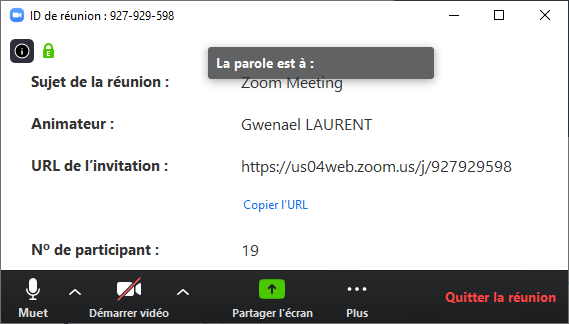 ID de réunion : 927-929-598
La parole est à :
Sujet de la réunion : Zoom Meeting
Animateur : Gwenael LAURENT
URL de l’invitation : https://us04web.zoom.us/j/927929598
Copier l’URL
Nº de participant : 19
Muet Démarrer vidéo Partager l'écran Plus Quitter la réunion